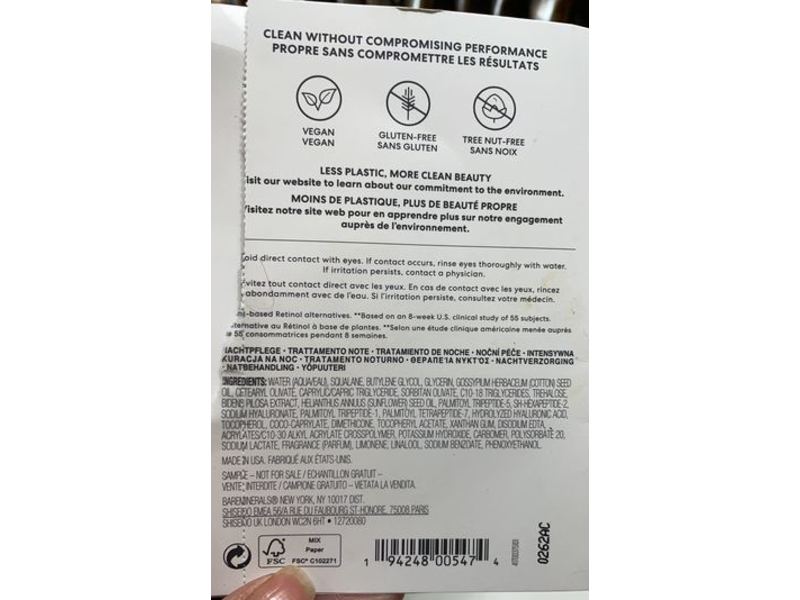 CLEAN WITHOUT COMPROMISING PERFORMANCE
PROPRE SANS COMPROMETTRE LES RÉSULTATS
VEGAN
VEGAN
GLUTEN-FREE
SANS GLUTEN
TREE NUT-FREE
SANS NOIX
LESS PLASTIC, MORE CLEAN BEAUTY
isit our website to learn about our commitment to the environment.
MOINS DE PLASTIQUE, PLUS DE BEAUTÉ PROPRE
Visitez notre site web pour en apprendre plus sur notre engagement
auprès de l'environnement.
oid direct contact with eyes. If contact occurs, rinse eyes thoroughly with water.
If irritation persists, contact a physician.
vitez tout contact direct avec les yeux. En cas de contact avec les yeux, rincez
abondamment avec de l'eau. Si l'irritation persiste, consultez votre médecin.
-based Retinol alternatives. **Based on an 8-week U.S. clinical study of 55 subjects.
ternative au Rétinol à base de plantes. **Selon une étude clinique américaine menée auprès
55 consommatrices pendant 8 semaines.
NACHTPFLEGE • TRATTAMENTO NOTE • TRATAMIENTO DE NOCHE • NOČNÍ PÉČE • INTENSYWNA
KURACJA NA NOC • TRATAMENTO NOTURNO • ΘΕΡΑΠΕΙΑ ΝΥΚΤΟΣ • NACHTVERZORGING
• NATBEHANDLING • YÖPUUTERI
INGREDIENTS: WATER (AQUA/EAU), SQUALANE, BUTYLENE GLYCOL, GLYCERIN, GOSSYPIUM HERBACEUM (COTTON) SEED
OIL, CETEARYL OLIVATE, CAPRYLIC/CAPRIC TRIGLYCERIDE, SORBITAN OLIVATE, C10-18 TRIGLYCERIDES, TREHALOSE,
BIDENS PILOSA EXTRACT, HELIANTHUS ANNUUS (SUNFLOWER) SEED OIL, PALMITOYL TRIPEPTIDE-5, SH-HEXAPEPTIDE-2,
SODIUM HYALURONATE, PALMITOYL TRIPEPTIDE-1, PALMITOYL TETRAPEPTIDE-7, HYDROLYZED HYALURONIC ACID,
TOCOPHEROL, COCO-CAPRYLATE, DIMETHICONE, TOCOPHERYL ACETATE, XANTHAN GUM, DISODIUM EDTA,
ACRYLATES/C10-30 ALKYL ACRYLATE CROSSPOLYMER, POTASSIUM HYDROXIDE, CARBOMER, POLYSORBATE 20,
SODIUM LACTATE, FRAGRANCE (PARFUM), LIMONENE, LINALOOL, SODIUM BENZOATE, PHENOXYETHANOL.
MADE IN USA. FABRIQUÉ AUX ÉTATS-UNIS.
SAMPLE – NOT FOR SALE / ECHANTILLON GRATUIT –
VENTE INTERDITE / CAMPIONE GRATUITO – VIETATA LA VENDITA.
BAREMINERALS® NEW YORK, NY 10017 DIST.
SHISEIDO EMEA 56/A RUE DU FAUBOURG ST-HONORE, 75008 PARIS
SHISEIDO UK LONDON WC2N 6HT • 12720080
FSC
MIX
Paper
FSC® C102271
1 94248 00547 4
0262AC